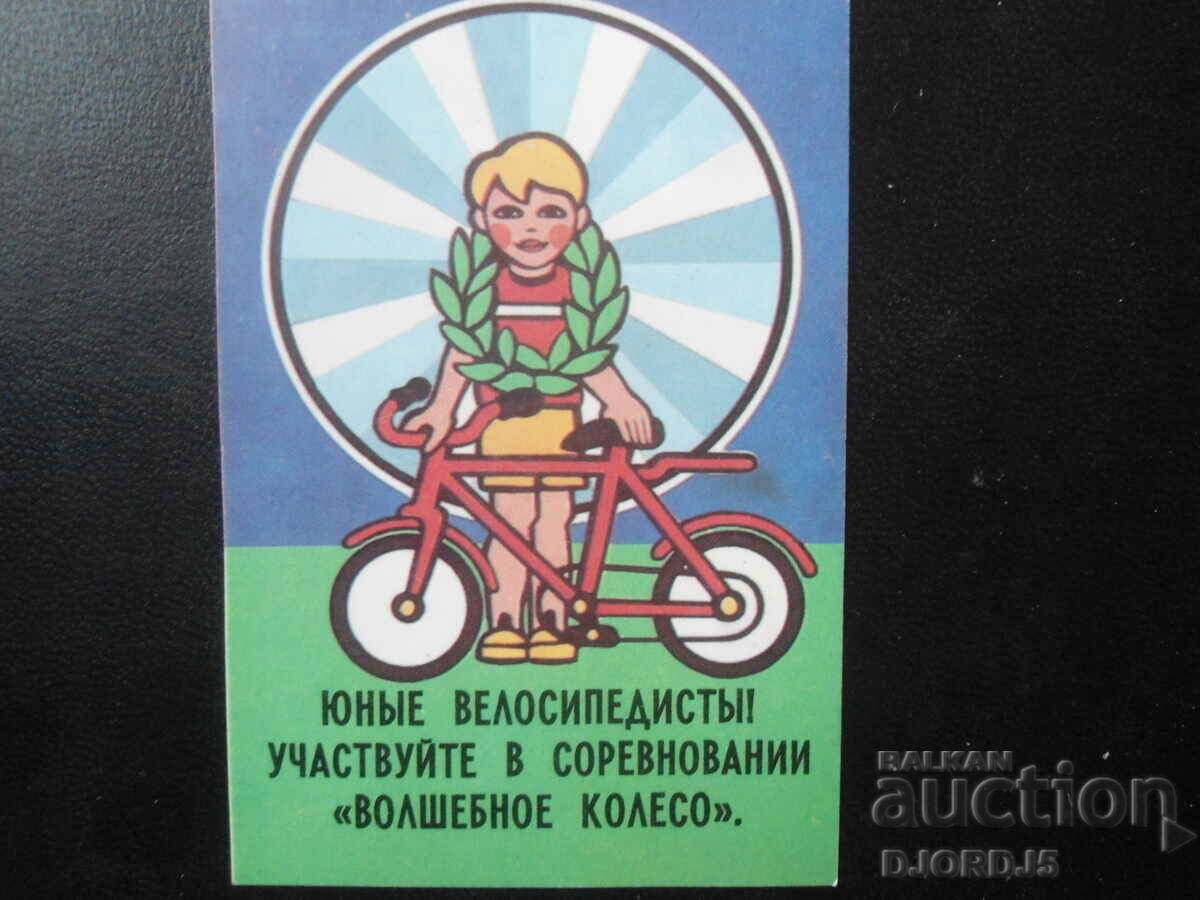 ЮНЫЕ ВЕЛОСИПЕДИСТЫ!
УЧАСТВУЙТЕ В СОРЕВНОВАНИИ
«ВОЛШЕБНОЕ КОЛЕСО».
BALKAN
auction
DJORDJ5